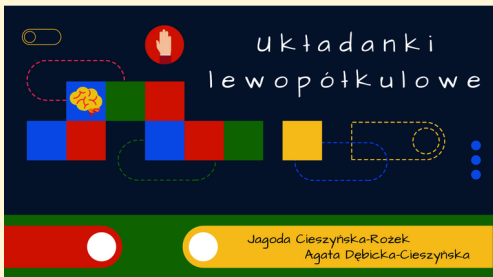 układanki
lewopółkulowe
Jagoda Cieszyńska-Rożek
Agata Dębicka-Cieszyńska